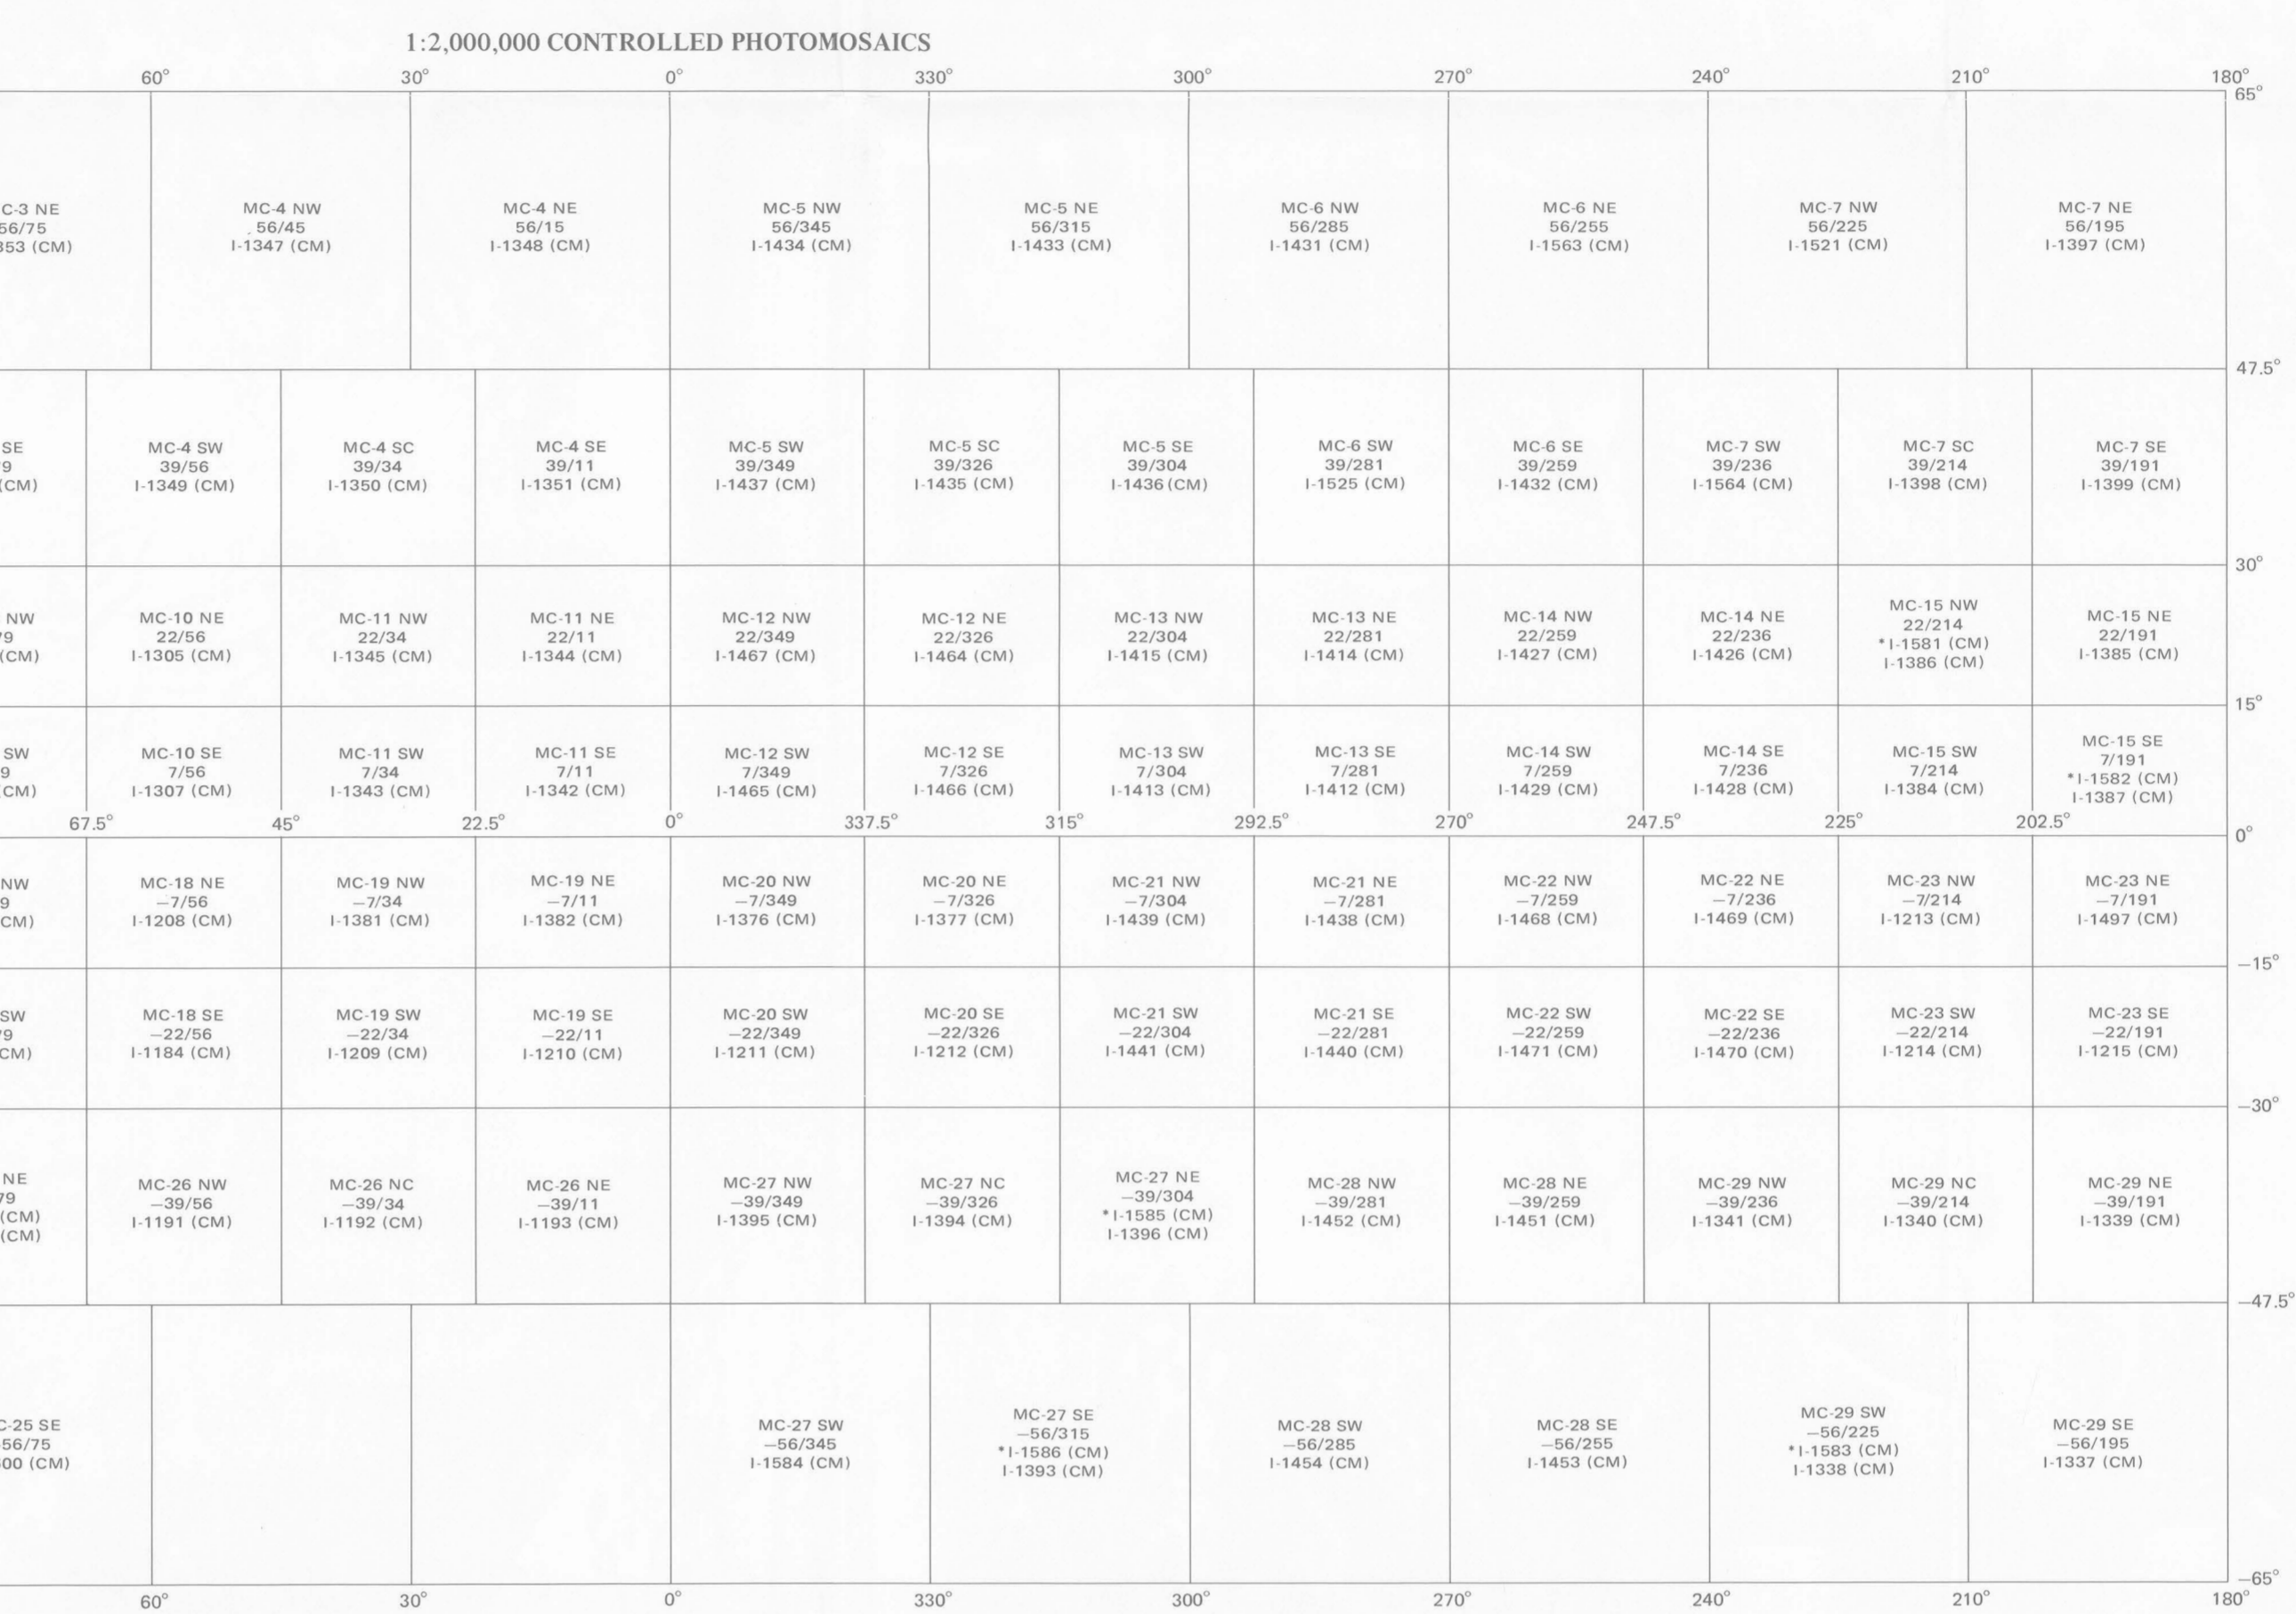 1:2,000,000 CONTROLLED PHOTOMOSAICS
60° 30° 0° 330° 300° 270° 240° 210° 180°
65°
C-3 NE
56/75
353 (CM)
MC-4 NW
56/45
I-1347 (CM)
MC-4 NE
56/15
I-1348 (CM)
MC-5 NW
56/345
I-1434 (CM)
MC-5 NE
56/315
I-1433 (CM)
MC-6 NW
56/285
I-1431 (CM)
MC-6 NE
56/255
I-1563 (CM)
MC-7 NW
56/225
I-1521 (CM)
MC-7 NE
56/195
I-1397 (CM)
47.5°
SE
9
(CM)
MC-4 SW
39/56
I-1349 (CM)
MC-4 SC
39/34
I-1350 (CM)
MC-4 SE
39/11
I-1351 (CM)
MC-5 SW
39/349
I-1437 (CM)
MC-5 SC
39/326
I-1435 (CM)
MC-5 SE
39/304
I-1436 (CM)
MC-6 SW
39/281
I-1525 (CM)
MC-6 SE
39/259
I-1432 (CM)
MC-7 SW
39/236
I-1564 (CM)
MC-7 SC
39/214
I-1398 (CM)
MC-7 SE
39/191
I-1399 (CM)
30°
NW
9
(CM)
MC-10 NE
22/56
I-1305 (CM)
MC-11 NW
22/34
I-1345 (CM)
MC-11 NE
22/11
I-1344 (CM)
MC-12 NW
22/349
I-1467 (CM)
MC-12 NE
22/326
I-1464 (CM)
MC-13 NW
22/304
I-1415 (CM)
MC-13 NE
22/281
I-1414 (CM)
MC-14 NW
22/259
I-1427 (CM)
MC-14 NE
22/236
I-1426 (CM)
MC-15 NW
22/214
*I-1581 (CM)
I-1386 (CM)
MC-15 NE
22/191
I-1385 (CM)
15°
SW
9
CM)
MC-10 SE
7/56
I-1307 (CM)
MC-11 SW
7/34
I-1343 (CM)
MC-11 SE
7/11
I-1342 (CM)
MC-12 SW
7/349
I-1465 (CM)
MC-12 SE
7/326
I-1466 (CM)
MC-13 SW
7/304
I-1413 (CM)
MC-13 SE
7/281
I-1412 (CM)
MC-14 SW
7/259
I-1429 (CM)
MC-14 SE
7/236
I-1428 (CM)
MC-15 SW
7/214
I-1384 (CM)
MC-15 SE
7/191
*I-1582 (CM)
I-1387 (CM)
67.5° 45° 22.5° 0° 337.5° 315° 292.5° 270° 247.5° 225° 202.5°
0°
NW
9
CM)
MC-18 NE
−7/56
I-1208 (CM)
MC-19 NW
−7/34
I-1381 (CM)
MC-19 NE
−7/11
I-1382 (CM)
MC-20 NW
−7/349
I-1376 (CM)
MC-20 NE
−7/326
I-1377 (CM)
MC-21 NW
−7/304
I-1439 (CM)
MC-21 NE
−7/281
I-1438 (CM)
MC-22 NW
−7/259
I-1468 (CM)
MC-22 NE
−7/236
I-1469 (CM)
MC-23 NW
−7/214
I-1213 (CM)
MC-23 NE
−7/191
I-1497 (CM)
−15°
SW
9
CM)
MC-18 SE
−22/56
I-1184 (CM)
MC-19 SW
−22/34
I-1209 (CM)
MC-19 SE
−22/11
I-1210 (CM)
MC-20 SW
−22/349
I-1211 (CM)
MC-20 SE
−22/326
I-1212 (CM)
MC-21 SW
−22/304
I-1441 (CM)
MC-21 SE
−22/281
I-1440 (CM)
MC-22 SW
−22/259
I-1471 (CM)
MC-22 SE
−22/236
I-1470 (CM)
MC-23 SW
−22/214
I-1214 (CM)
MC-23 SE
−22/191
I-1215 (CM)
−30°
NE
79
(CM)
(CM)
MC-26 NW
−39/56
I-1191 (CM)
MC-26 NC
−39/34
I-1192 (CM)
MC-26 NE
−39/11
I-1193 (CM)
MC-27 NW
−39/349
I-1395 (CM)
MC-27 NC
−39/326
I-1394 (CM)
MC-27 NE
−39/304
*I-1585 (CM)
I-1396 (CM)
MC-28 NW
−39/281
I-1452 (CM)
MC-28 NE
−39/259
I-1451 (CM)
MC-29 NW
−39/236
I-1341 (CM)
MC-29 NC
−39/214
I-1340 (CM)
MC-29 NE
−39/191
I-1339 (CM)
−47.5°
C-25 SE
56/75
00 (CM)
MC-27 SW
−56/345
I-1584 (CM)
MC-27 SE
−56/315
*I-1586 (CM)
I-1393 (CM)
MC-28 SW
−56/285
I-1454 (CM)
MC-28 SE
−56/255
I-1453 (CM)
MC-29 SW
−56/225
*I-1583 (CM)
I-1338 (CM)
MC-29 SE
−56/195
I-1337 (CM)
−65°
60° 30° 0° 330° 300° 270° 240° 210° 180°